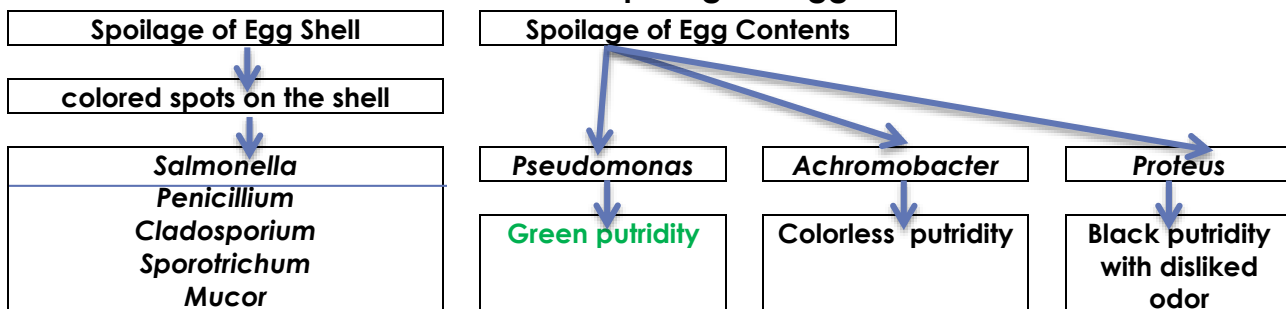 Spoilage of Egg Shell
Spoilage of Egg Contents
colored spots on the shell
Salmonella
Penicillium
Cladosporium
Sporotrichum
Mucor
Pseudomonas
Achromobacter
Proteus
Green putridity
Colorless putridity
Black putridity
with disliked
odor